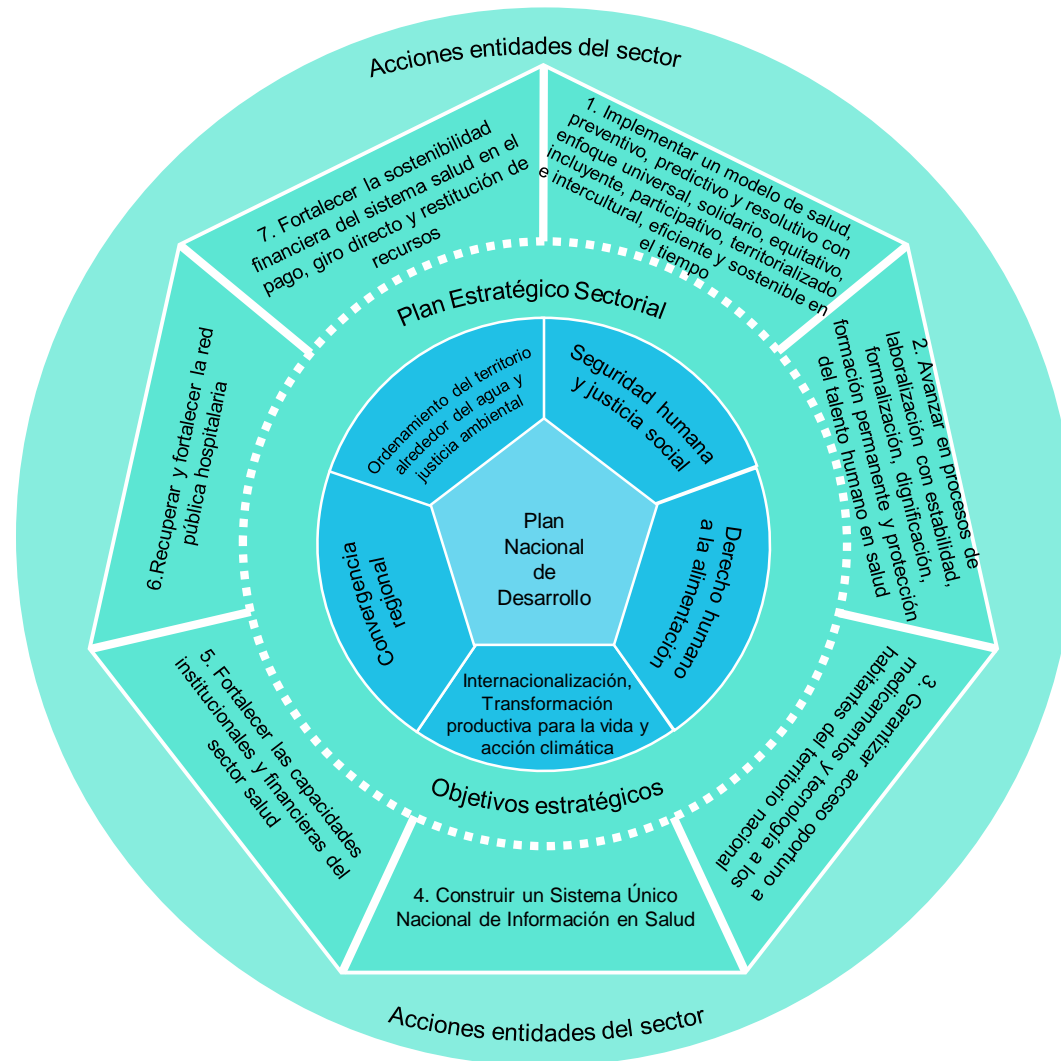 Acciones entidades del sector
1. Implementar un modelo de salud,
preventivo, predictivo y resolutivo con
enfoque universal, solidario, equitativo,
incluyente, participativo, territorializado
e intercultural, eficiente y sostenible en
el tiempo
2. Avanzar en procesos de
laboralización con estabilidad,
formalización, dignificación,
formación permanente y protección
del talento humano en salud
3. Garantizar acceso oportuno a
medicamentos y tecnología a los
habitantes del territorio nacional
4. Construir un Sistema Único
Nacional de Información en Salud
5. Fortalecer las capacidades
institucionales y financieras del
sector salud
6.Recuperar y fortalecer la red
pública hospitalaria
7. Fortalecer la sostenibilidad
financiera del sistema salud en el
pago, giro directo y restitución de
recursos
Plan Estratégico Sectorial
Seguridad humana
y justicia social
Derecho humano
a la alimentación
Internacionalización,
Transformación
productiva para la vida y
acción climática
Convergencia
regional
Ordenamiento del territorio
alrededor del agua y
justicia ambiental
Plan
Nacional
de
Desarrollo
Objetivos estratégicos
Acciones entidades del sector